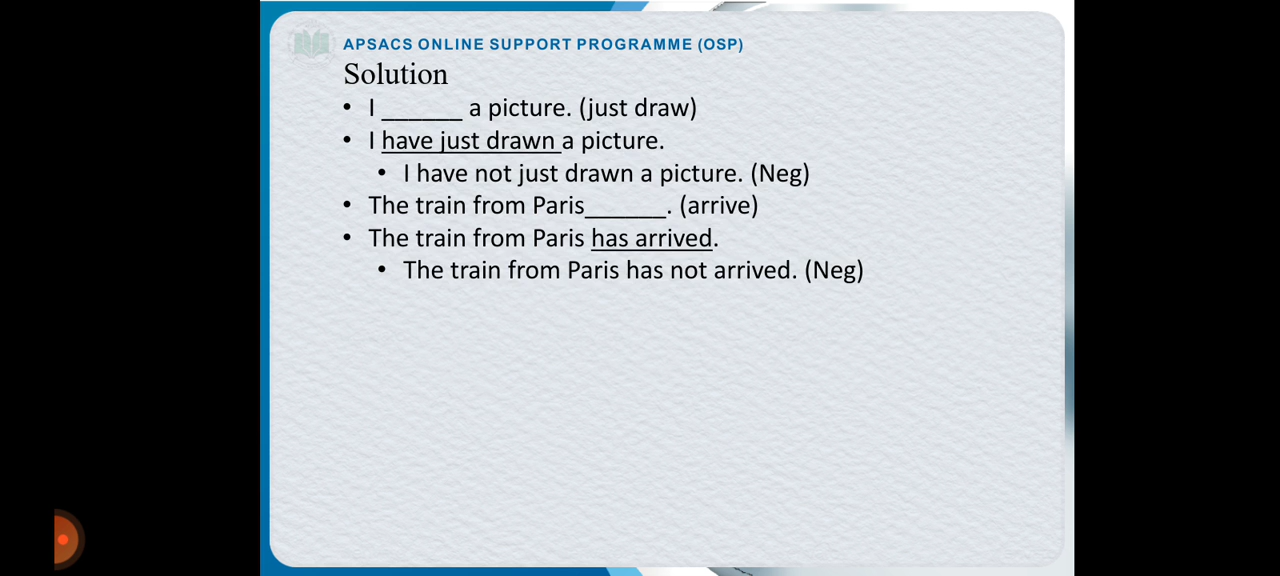 APSACS ONLINE SUPPORT PROGRAMME (OSP)
Solution
• I ______ a picture. (just draw)
• I have just drawn a picture.
• I have not just drawn a picture. (Neg)
• The train from Paris______. (arrive)
• The train from Paris has arrived.
• The train from Paris has not arrived. (Neg)